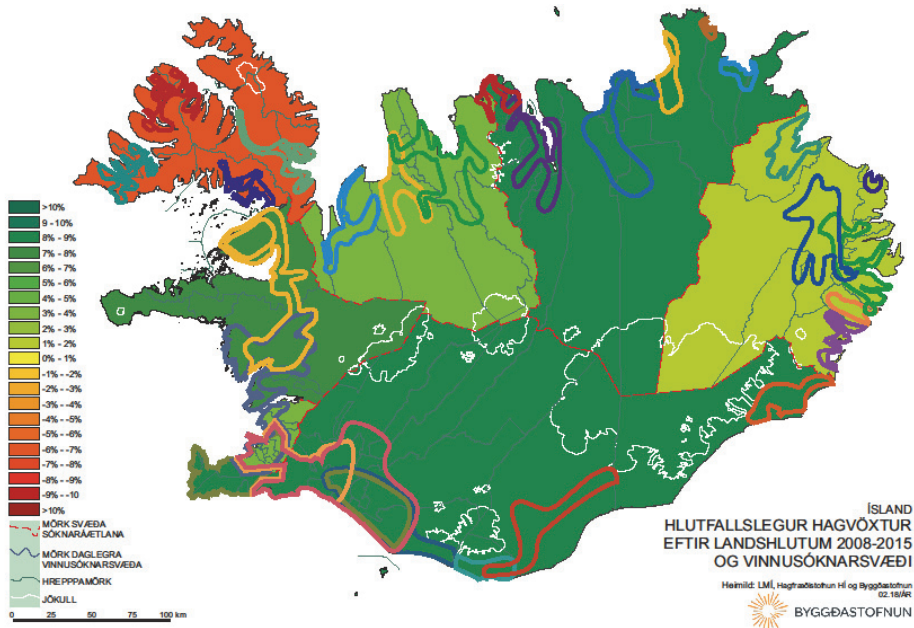 >10%
9 - 10%
8% - 9%
7% - 8%
6% - 7%
5% - 6%
4% - 5%
3% - 4%
2% - 3%
1% - 2%
0% - 1%
-1% - -2%
-2% - -3%
-3% - -4%
-4% - -5%
-5% - -6%
-6% - -7%
-7% - -8%
-8% - -9%
-9% - -10
>10%
MÖRK SVÆÐA
SÓKNARÁÆTLANA
MÖRK DAGLEGRA
VINNUSÓKNARSVÆÐA
HREPPAMÖRK
JÖKULL
0 25 50 75 100 km
ÍSLAND
HLUTFALLSLEGUR HAGVÖXTUR
EFTIR LANDSHLUTUM 2008-2015
OG VINNUSÓKNARSVÆÐI
Heimild: LMÍ, Hagfræðistofnun HÍ og Byggðastofnun
02.18/ÁR
BYGGÐASTOFNUN